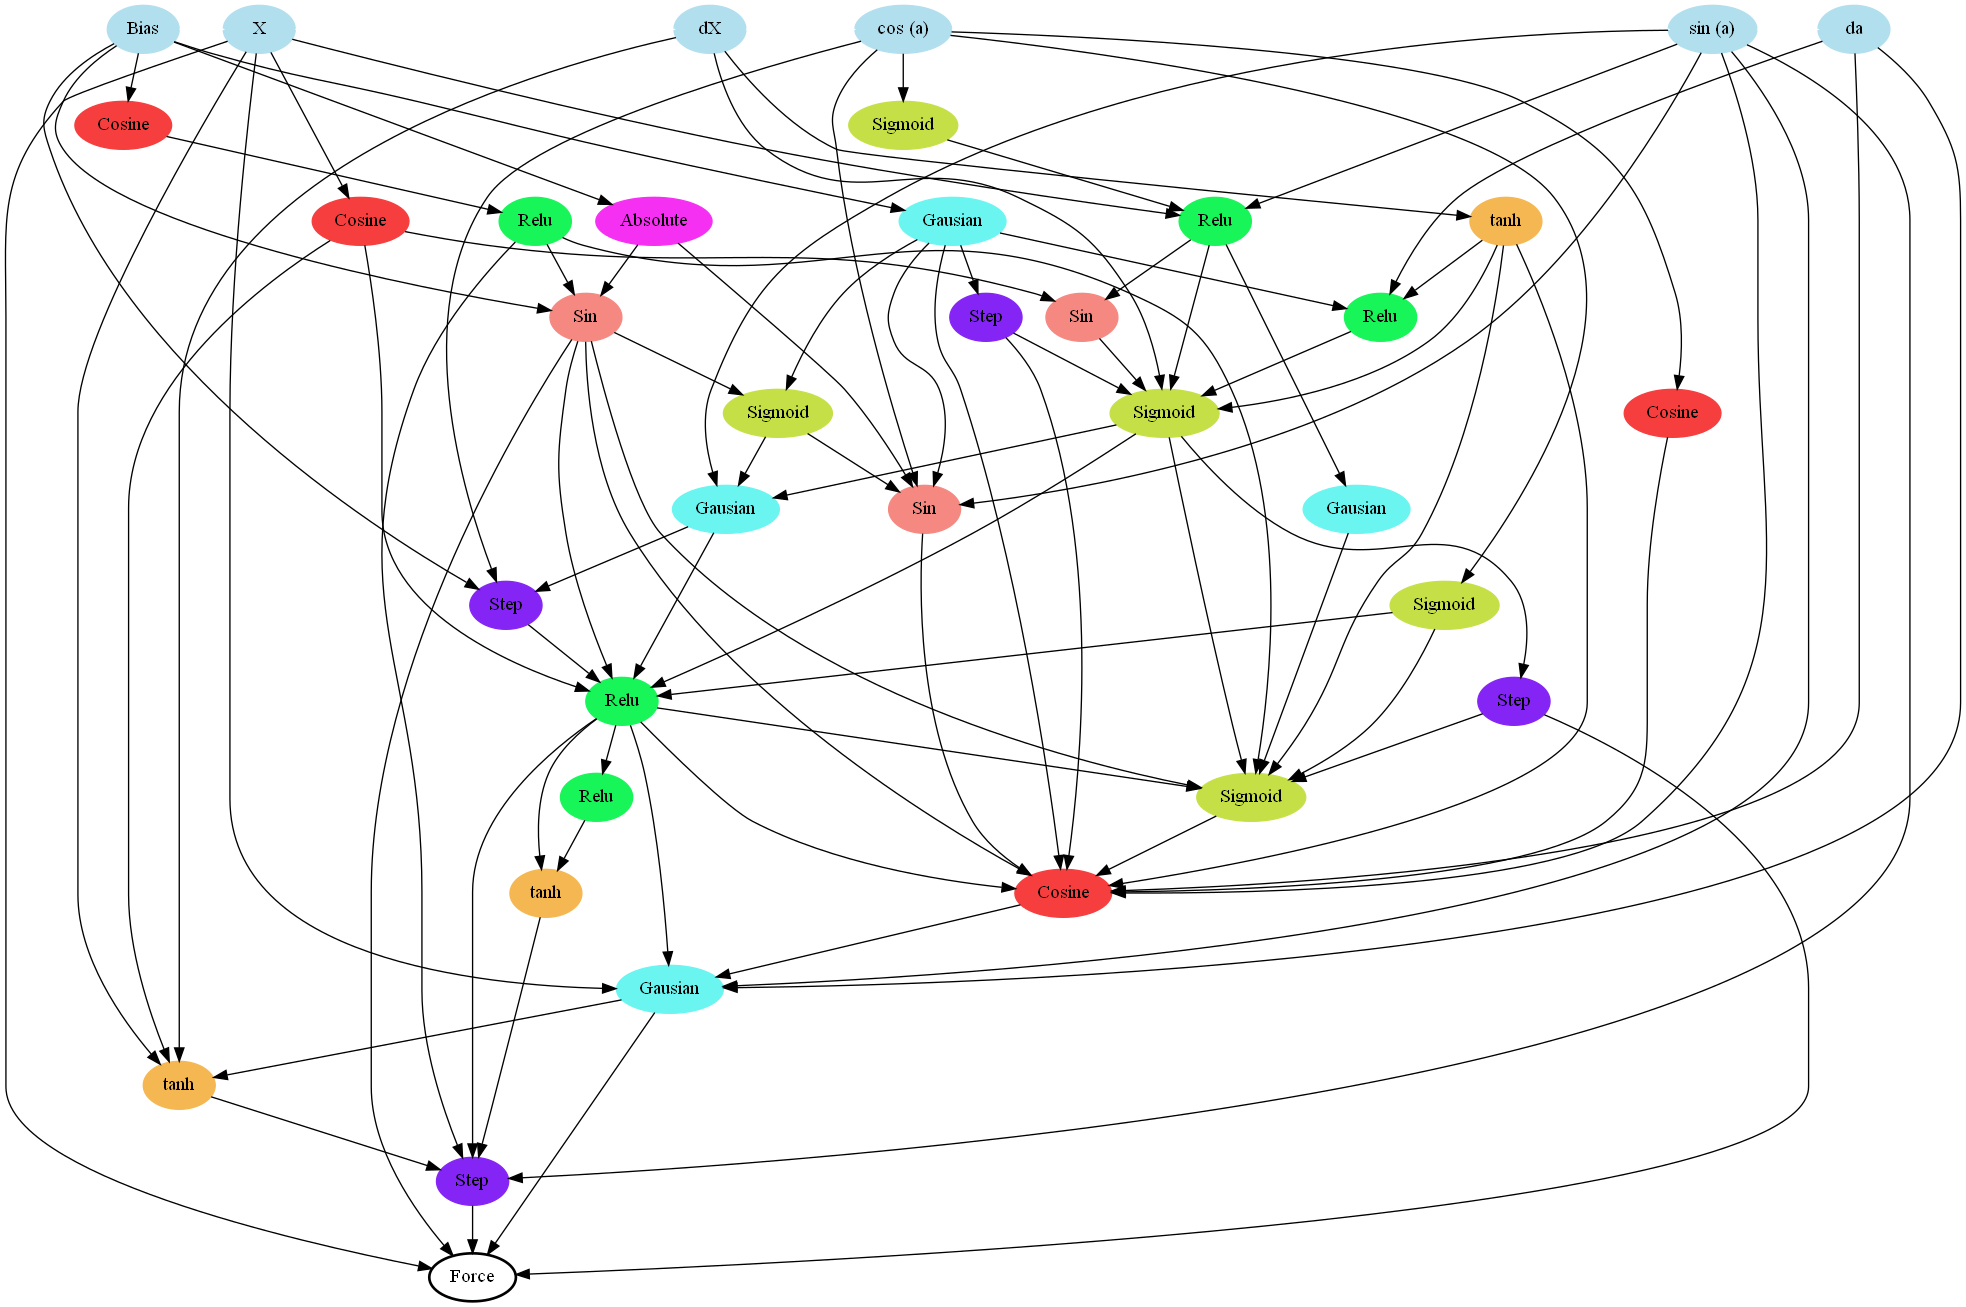 Bias
X
dX
cos (a)
sin (a)
da
Cosine
Sigmoid
Cosine
Relu
Absolute
Gausian
Relu
tanh
Sin
Step
Sin
Relu
Sigmoid
Sigmoid
Cosine
Gausian
Sin
Gausian
Step
Sigmoid
Relu
Step
Relu
Sigmoid
tanh
Cosine
Gausian
tanh
Step
Force